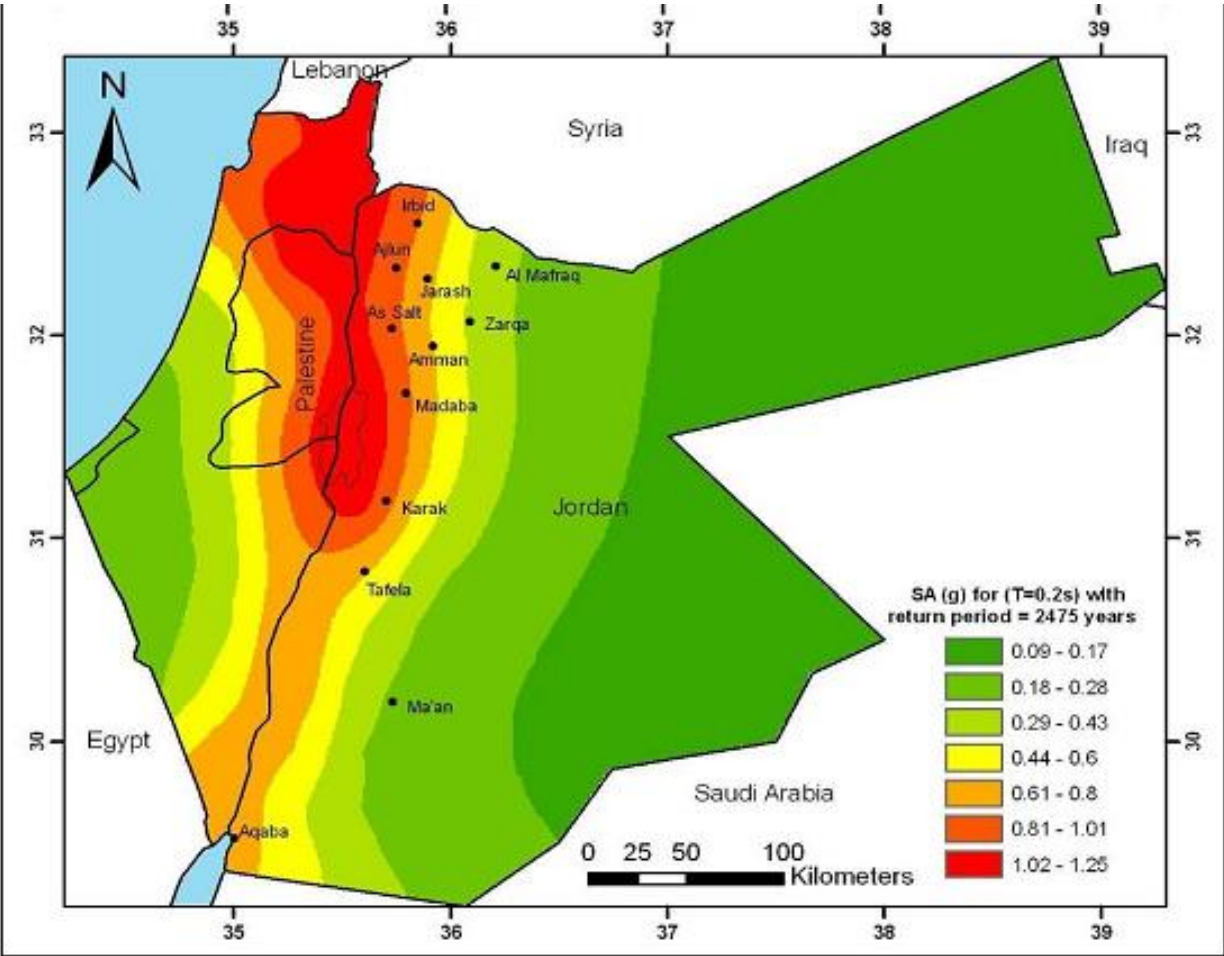 35 36 37 38 39
Lebanon
N
Syria
33 33
Iraq
Irbid
Ajlun
Al Mafraq
Jarash
As Salt
Zarqa
32 32
Amman
Palestine
Madaba
Karak
Jordan
31 31
Tafela
SA (g) for (T=0.2s) with
return period = 2475 years
0.09 - 0.17
0.18 - 0.28
Ma'an
0.29 - 0.43
Egypt
30 30
0.44 - 0.6
Saudi Arabia
0.61 - 0.8
Aqaba
0.81 - 1.01
0 25 50 100
1.02 - 1.25
Kilometers
35 36 37 38 39